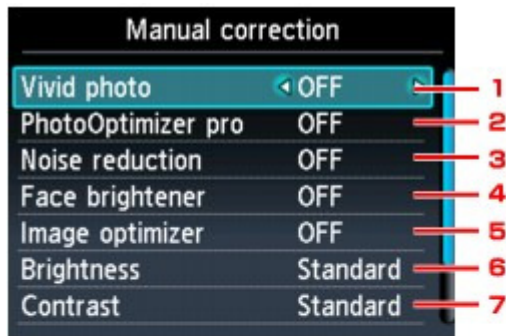 Manual correction
Vivid photo OFF 1
PhotoOptimizer pro OFF 2
Noise reduction OFF 3
Face brightener OFF 4
Image optimizer OFF 5
Brightness Standard 6
Contrast Standard 7